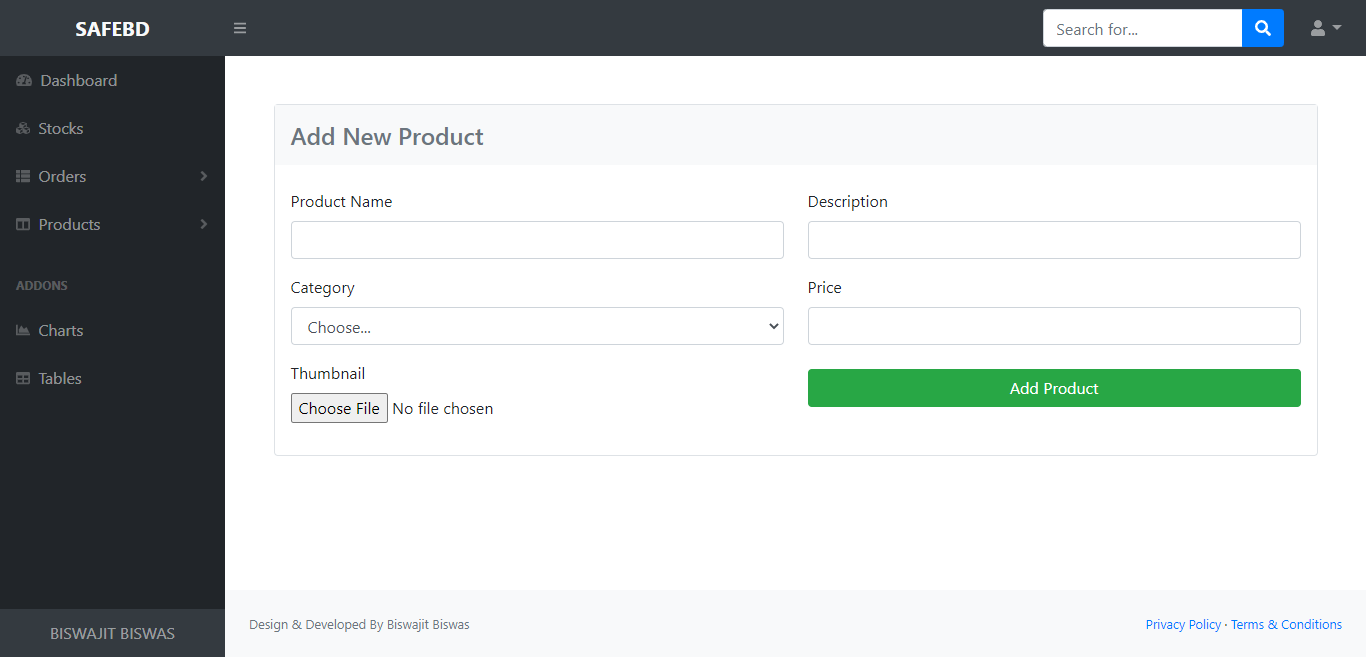 SAFEBD
Search for...
Dashboard
Stocks
Orders
Products
ADDONS
Charts
Tables
BISWAJIT BISWAS
Add New Product
Product Name
Description
Category
Price
Choose...
Thumbnail
Add Product
Choose File No file chosen
Design & Developed By Biswajit Biswas
Privacy Policy · Terms & Conditions